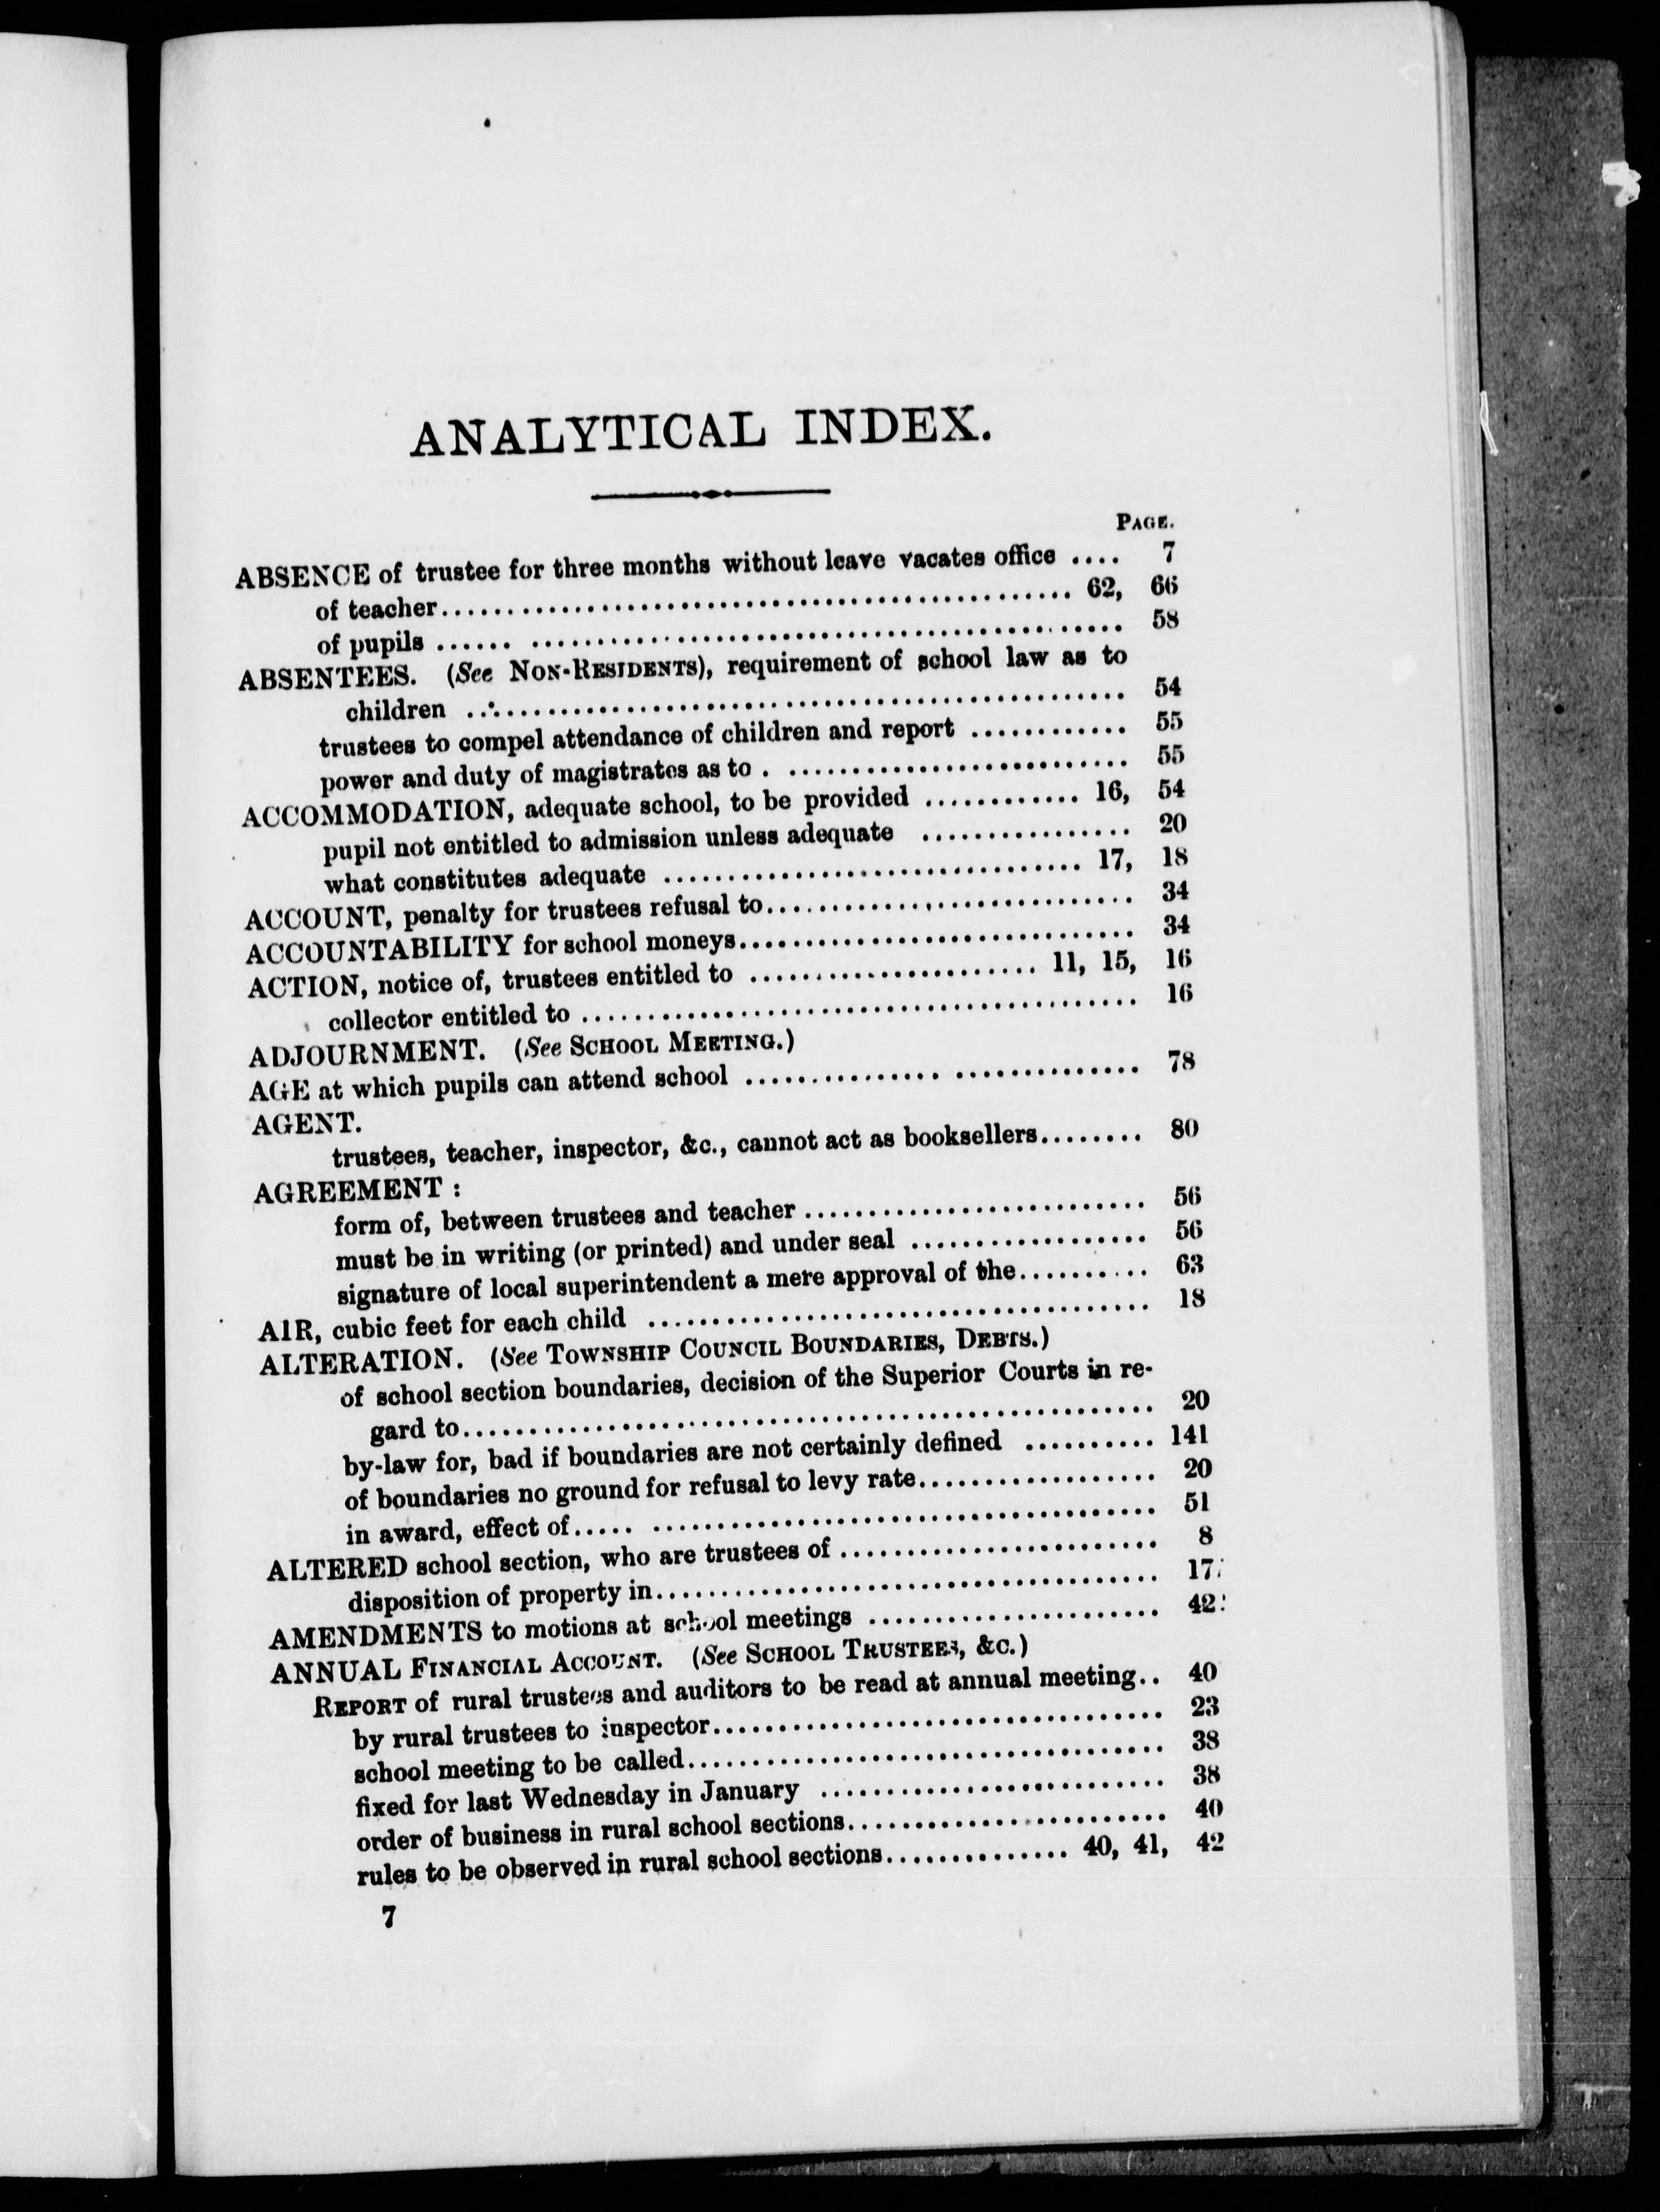 ANALYTICAL INDEX.
PAGE.
ABSENCE of trustee for three months without leave vacates office .... 7
of teacher................................................ 62, 66
of pupils ...... .............................................. 58
ABSENTEES. (See NON-RESIDENTS), requirement of school law as to
children .................................................. 54
trustees to compel attendance of children and report ............ 55
power and duty of magistrates as to . ........................... 55
ACCOMMODATION, adequate school, to be provided ............ 16, 54
pupil not entitled to admission unless adequate ................ 20
what constitutes adequate ................................ 17, 18
ACCOUNT, penalty for trustees refusal to............................ 34
ACCOUNTABILITY for school moneys.............................. 34
ACTION, notice of, trustees entitled to ...................... 11, 15, 16
collector entitled to .......................................... 16
ADJOURNMENT. (See SCHOOL MEETING.)
AGE at which pupils can attend school ............... .............. 78
AGENT.
trustees, teacher, inspector, &c., cannot act as booksellers........ 80
AGREEMENT :
form of, between trustees and teacher .......................... 56
must be in writing (or printed) and under seal .................. 56
signature of local superintendent a mere approval of the.......... 63
AIR, cubic feet for each child ...................................... 18
ALTERATION. (See TOWNSHIP COUNCIL BOUNDARIES, DEBTS.)
of school section boundaries, decision of the Superior Courts in re-
gard to..................................................... 20
by-law for, bad if boundaries are not certainly defined .......... 141
of boundaries no ground for refusal to levy rate.................. 20
in award, effect of..... ....................................... 51
ALTERED school section, who are trustees of ........................ 8
disposition of property in...................................... 17
AMENDMENTS to motions at school meetings ...................... 42
ANNUAL FINANCIAL ACCOUNT. (See SCHOOL TRUSTEES, &C.)
REPORT of rural trustees and auditors to be read at annual meeting.. 40
by rural trustees to inspector.................................. 23
school meeting to be called.................................... 38
fixed for last Wednesday in January .......................... 38
order of business in rural school sections........................ 40
rules to be observed in rural school sections.............. 40, 41, 42
7